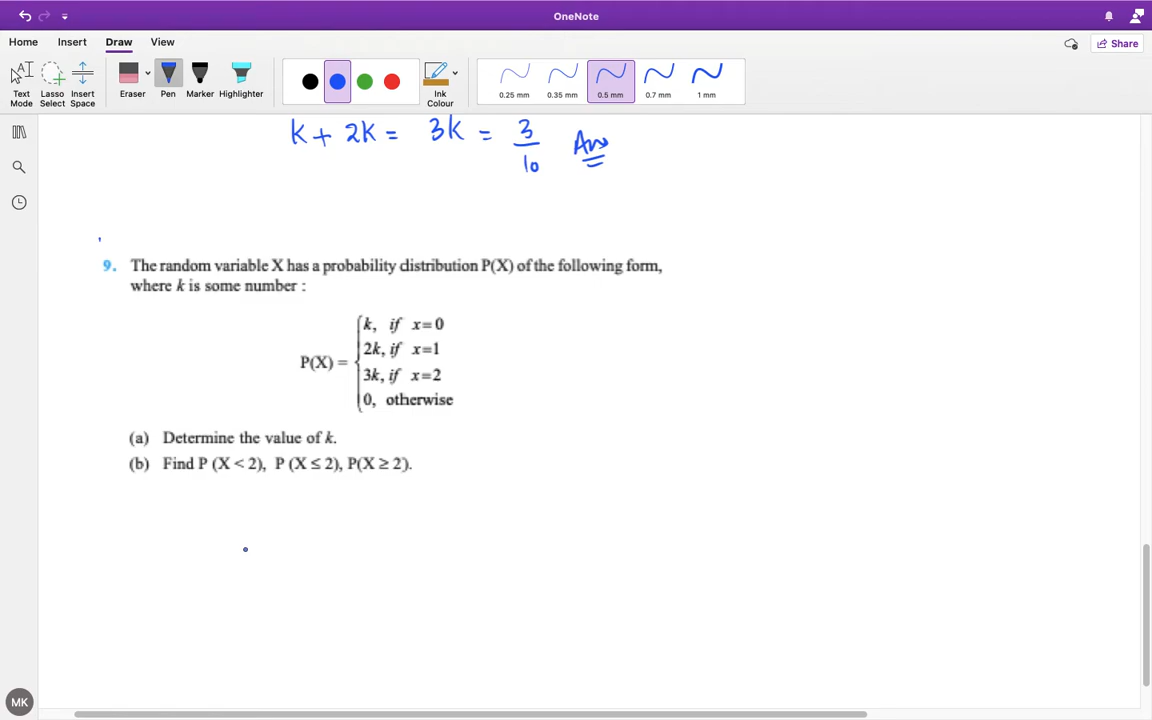 OneNote
Home Insert Draw View Share
Text Mode Lasso Select Insert Space Eraser Pen Marker Highlighter Ink Colour 0.25 mm 0.35 mm 0.5 mm 0.7 mm 1 mm
k + 2k = 3k = 3/10 Ans
9. The random variable X has a probability distribution P(X) of the following form,
where k is some number :
k, if x=0
2k, if x=1
P(X) =
3k, if x=2
0, otherwise
(a) Determine the value of k.
(b) Find P (X < 2), P (X ≤ 2), P(X ≥ 2).
MK